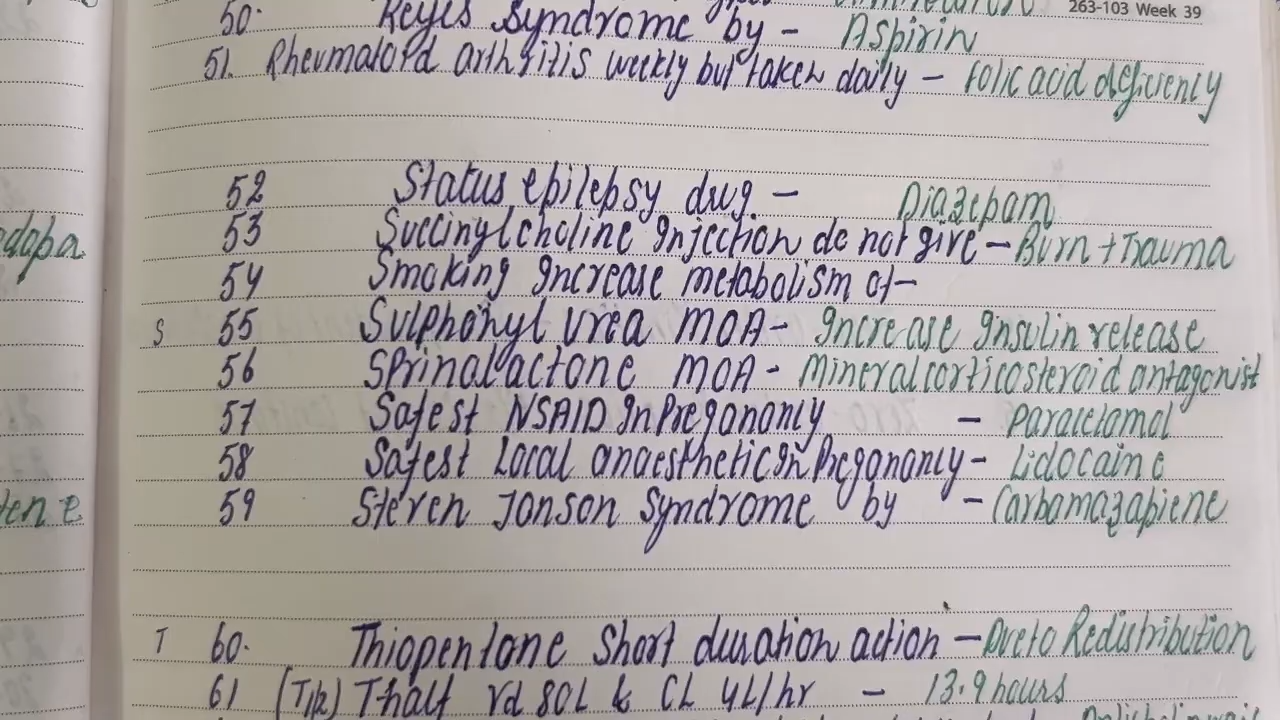 263-103 Week 39
50. Reyes Syndrome by - Aspirin
51. Rheumatoid arthritis weekly but taken daily - Folic acid deficiency
52 Status epilepsy drug - Diazepam
adopa
53 Succinylcholine Injection do not give - Burn + Trauma
54 Smoking Increase metabolism of -
S 55 Sulphonyl urea MOA - Increase Insulin release
56 Sprinolactone MOA - Mineralcorticosteroid antagonist
57 Safest NSAID In Pregonancy - Paracetamol
58 Safest Local anaesthetic In Pregonancy - Lidocaine
59 Steven Jonson Syndrome by - Carbamazapiene
T 60. Thiopentone Short duration action - Due to Redistribution
61 (T1/2) T half Vd 80L & CL 4L/hr - 13.9 hours